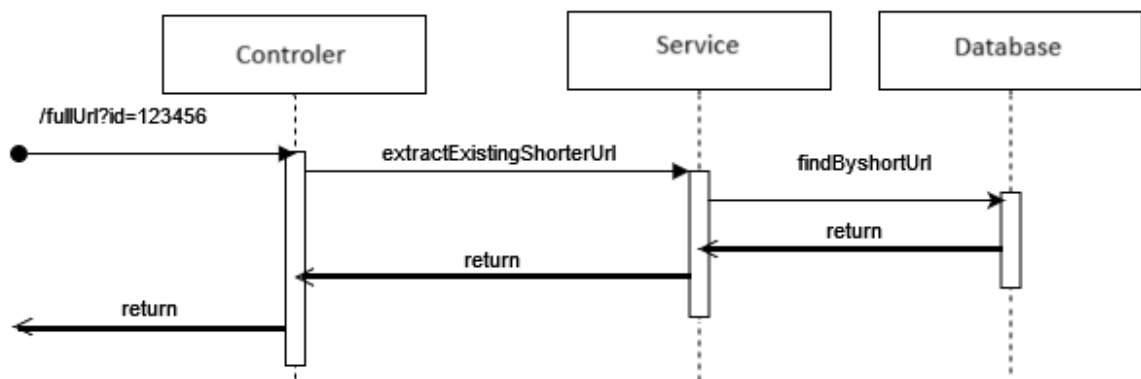 Controler
Service
Database
/fullUrl?id=123456
extractExistingShorterUrl
findByshortUrl
return
return
return